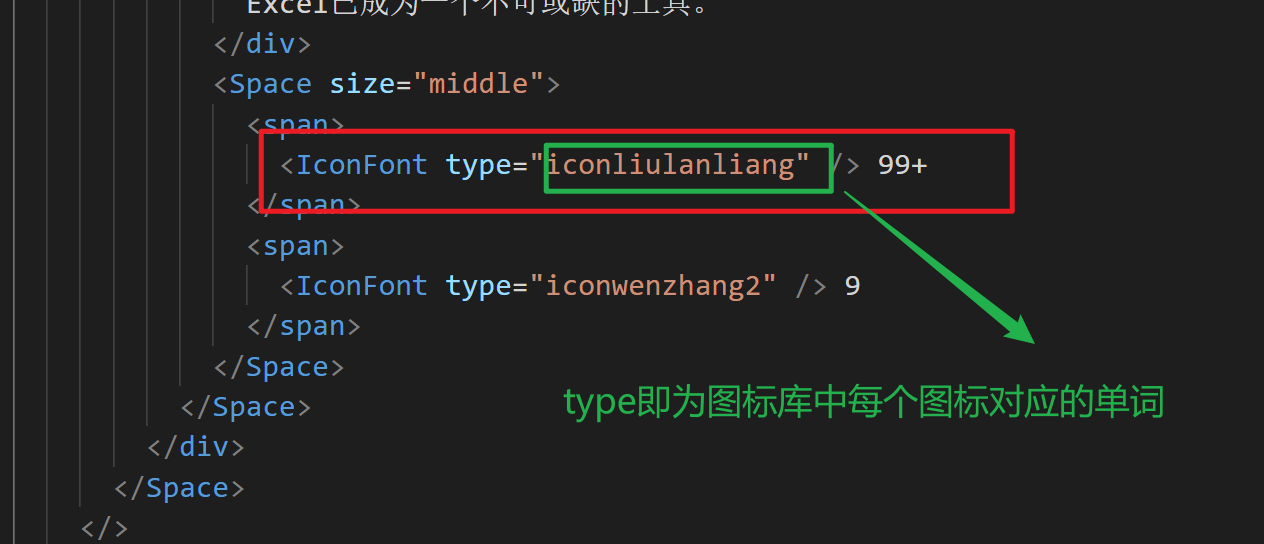 Excel已成为一个不可或缺的工具。
</div>
<Space size="middle">
<span>
<IconFont type="iconliulanliang" /> 99+
</span>
<span>
<IconFont type="iconwenzhang2" /> 9
</span>
</Space>
type即为图标库中每个图标对应的单词
</Space>
</div>
</Space>
</>